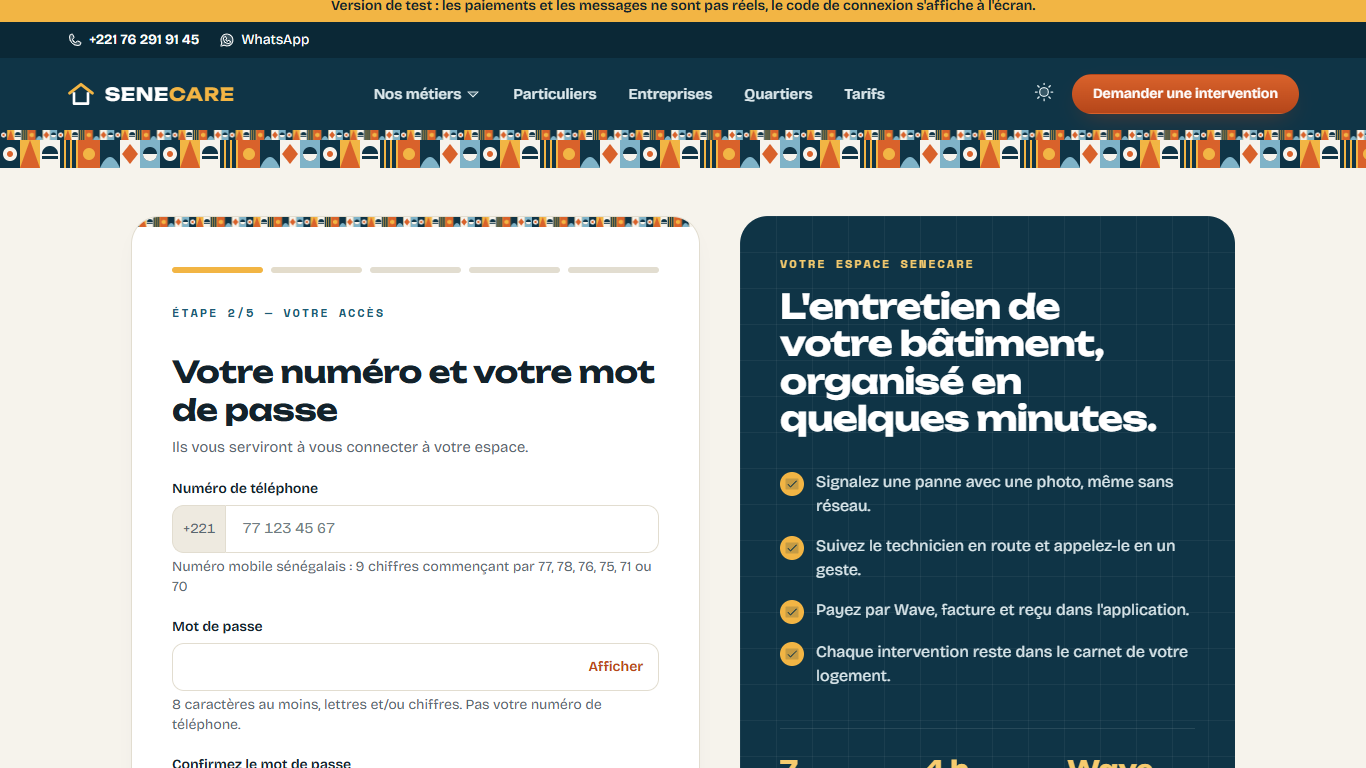 Version de test : les paiements et les messages ne sont pas réels, le code de connexion s'affiche à l'écran.
+221 76 291 91 45 WhatsApp
SENECARE Nos métiers Particuliers Entreprises Quartiers Tarifs Demander une intervention
ÉTAPE 2/5 — VOTRE ACCÈS
Votre numéro et votre mot
de passe
Ils vous serviront à vous connecter à votre espace.
Numéro de téléphone
+221 77 123 45 67
Numéro mobile sénégalais : 9 chiffres commençant par 77, 78, 76, 75, 71 ou
70
Mot de passe
Afficher
8 caractères au moins, lettres et/ou chiffres. Pas votre numéro de
téléphone.
Confirmez le mot de passe
VOTRE ESPACE SENECARE
L'entretien de
votre bâtiment,
organisé en
quelques minutes.
Signalez une panne avec une photo, même sans
réseau.
Suivez le technicien en route et appelez-le en un
geste.
Payez par Wave, facture et reçu dans l'application.
Chaque intervention reste dans le carnet de votre
logement.
7 4 h Wave